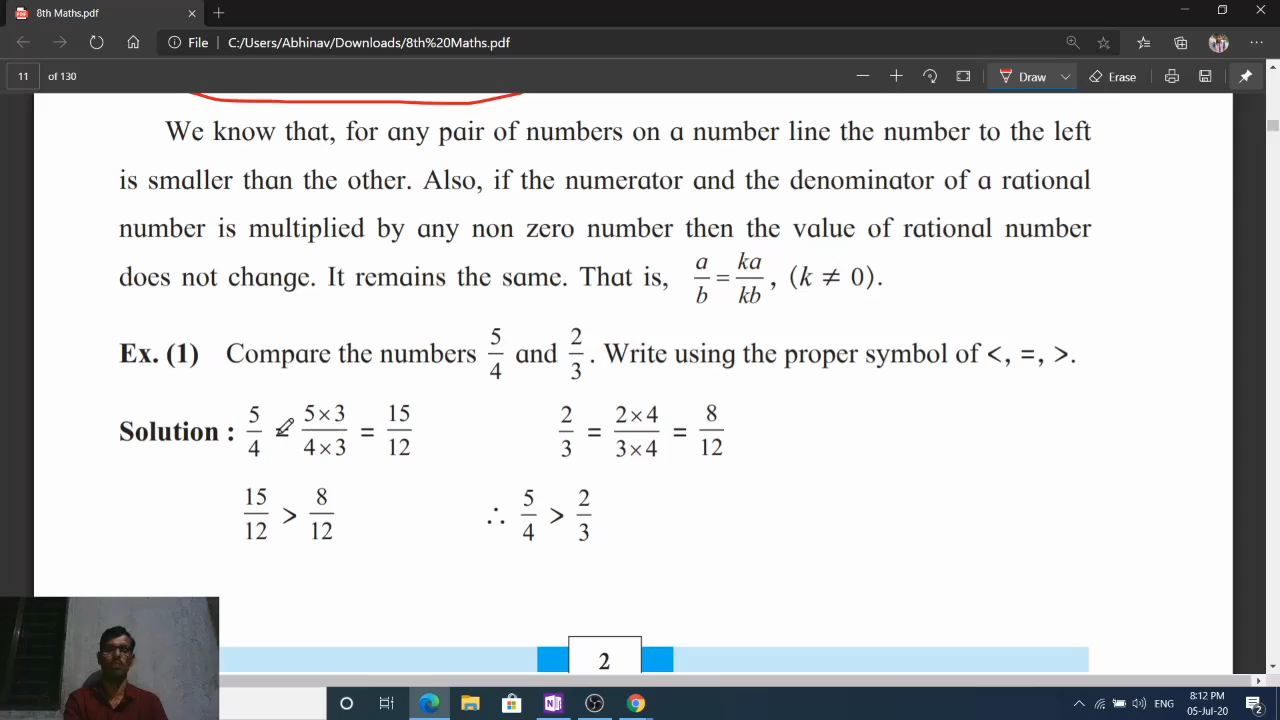 8th Maths.pdf
File C:/Users/Abhinav/Downloads/8th%20Maths.pdf
11 of 130 Draw Erase
We know that, for any pair of numbers on a number line the number to the left
is smaller than the other. Also, if the numerator and the denominator of a rational
number is multiplied by any non zero number then the value of rational number
does not change. It remains the same. That is, a/b = ka/kb, (k ≠ 0).
Ex. (1) Compare the numbers 5/4 and 2/3. Write using the proper symbol of <, =, >.
Solution : 5/4 = 5×3/4×3 = 15/12 2/3 = 2×4/3×4 = 8/12
15/12 > 8/12 ∴ 5/4 > 2/3
2
ENG 8:12 PM
05-Jul-20 2